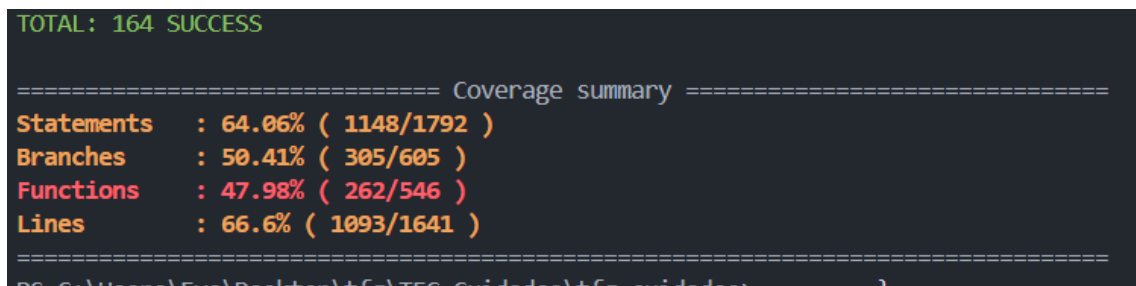 TOTAL: 164 SUCCESS
=============================== Coverage summary ===============================
Statements   : 64.06% ( 1148/1792 )
Branches     : 50.41% ( 305/605 )
Functions    : 47.98% ( 262/546 )
Lines        : 66.6% ( 1093/1641 )
================================================================================